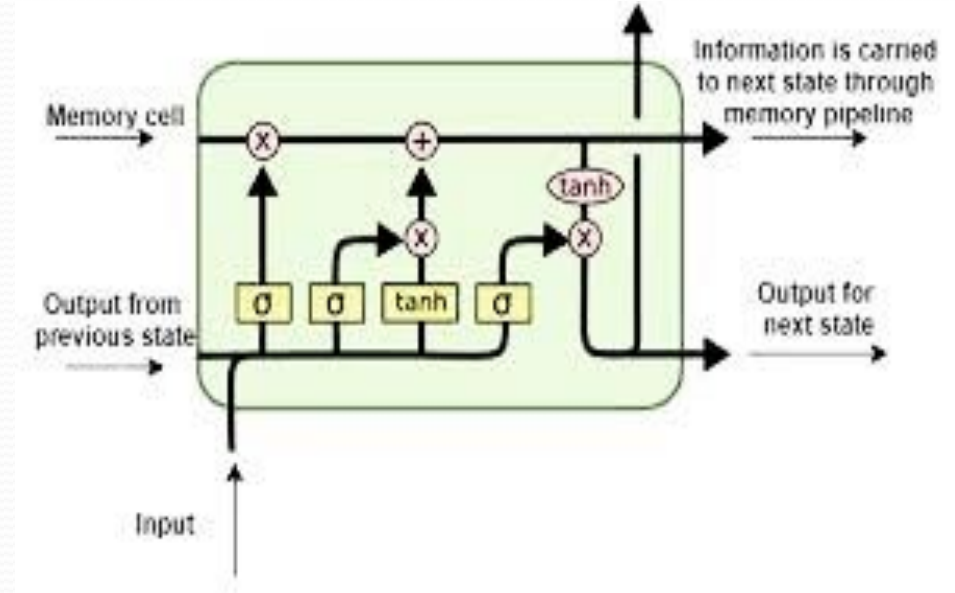 Information is carried
to next state through
memory pipeline
Memory cell
x
+
tanh
x
x
σ
σ
tanh
σ
Output from
previous state
Output for
next state
Input